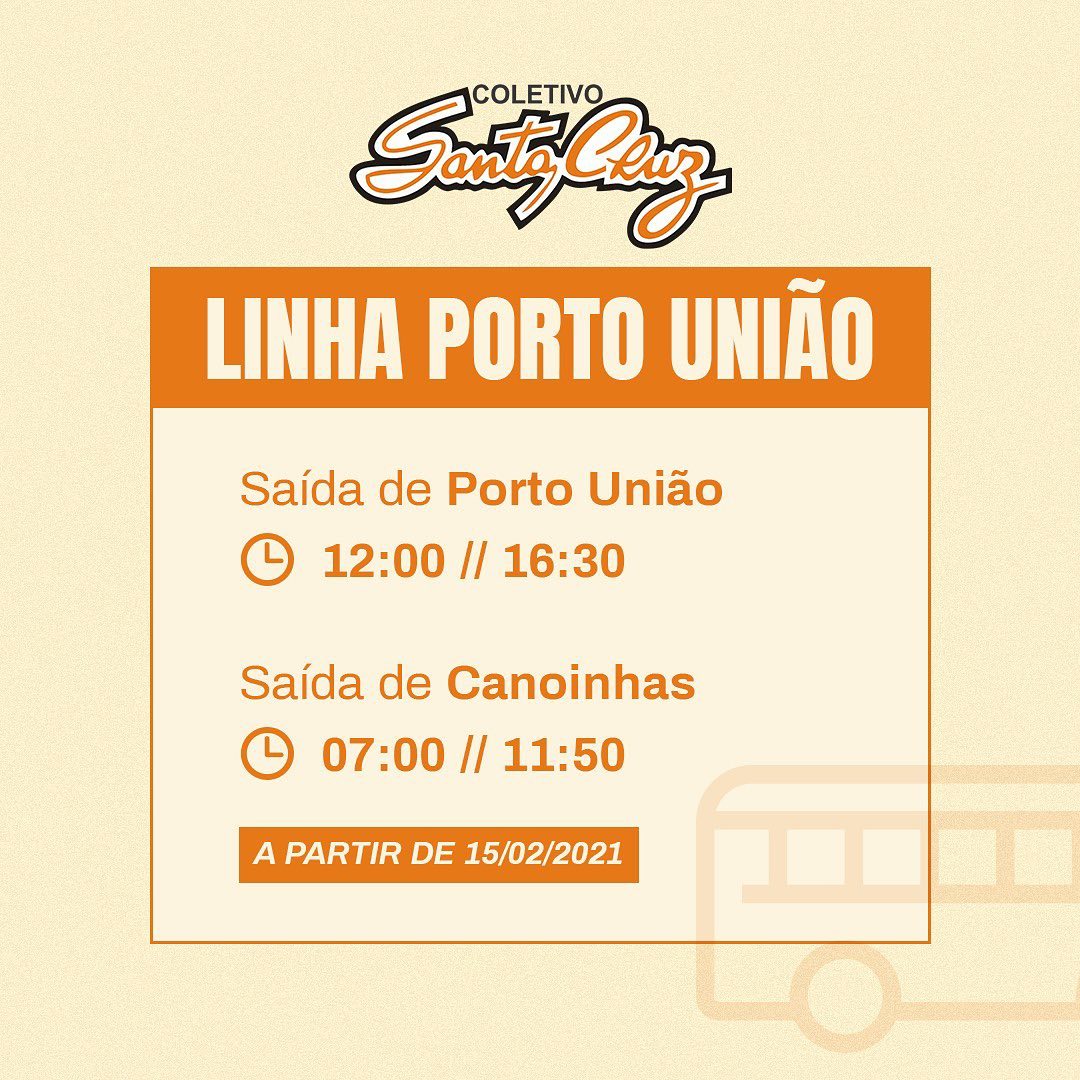 COLETIVO
Santa Cruz
LINHA PORTO UNIÃO
Saída de Porto União
12:00 // 16:30
Saída de Canoinhas
07:00 // 11:50
A PARTIR DE 15/02/2021